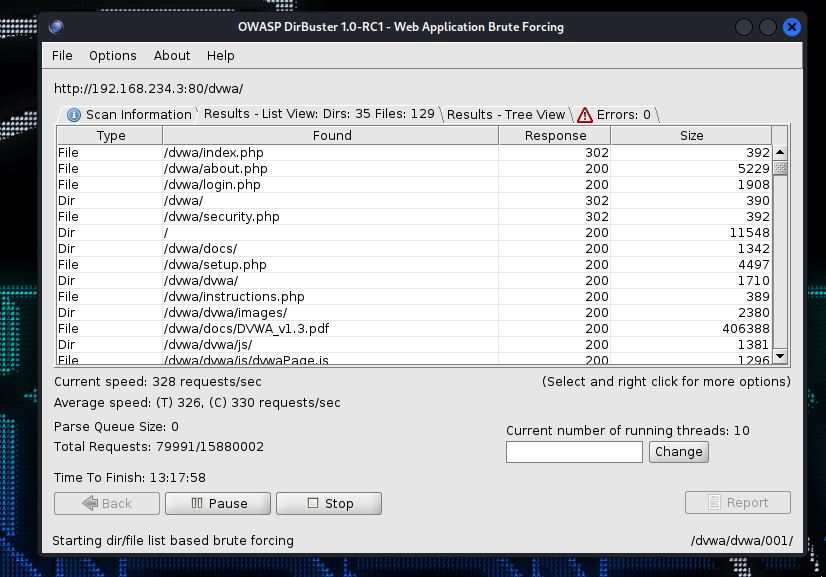 OWASP DirBuster 1.0-RC1 - Web Application Brute Forcing
File Options About Help
http://192.168.234.3:80/dvwa/
Scan Information Results - List View: Dirs: 35 Files: 129 Results - Tree View Errors: 0
Type Found Response Size
File /dvwa/index.php 302 392
File /dvwa/about.php 200 5229
File /dvwa/login.php 200 1908
Dir /dvwa/ 302 390
File /dvwa/security.php 302 392
Dir / 200 11548
Dir /dvwa/docs/ 200 1342
File /dvwa/setup.php 200 4497
Dir /dvwa/dvwa/ 200 1710
File /dvwa/instructions.php 200 389
Dir /dvwa/dvwa/images/ 200 2380
File /dvwa/docs/DVWA_v1.3.pdf 200 406388
Dir /dvwa/dvwa/js/ 200 1381
File /dvwa/dvwa/js/dvwaPage.js 200 1296
Current speed: 328 requests/sec (Select and right click for more options)
Average speed: (T) 326, (C) 330 requests/sec
Parse Queue Size: 0 Current number of running threads: 10
Total Requests: 79991/15880002 Change
Time To Finish: 13:17:58
Back Pause Stop Report
Starting dir/file list based brute forcing /dvwa/dvwa/001/